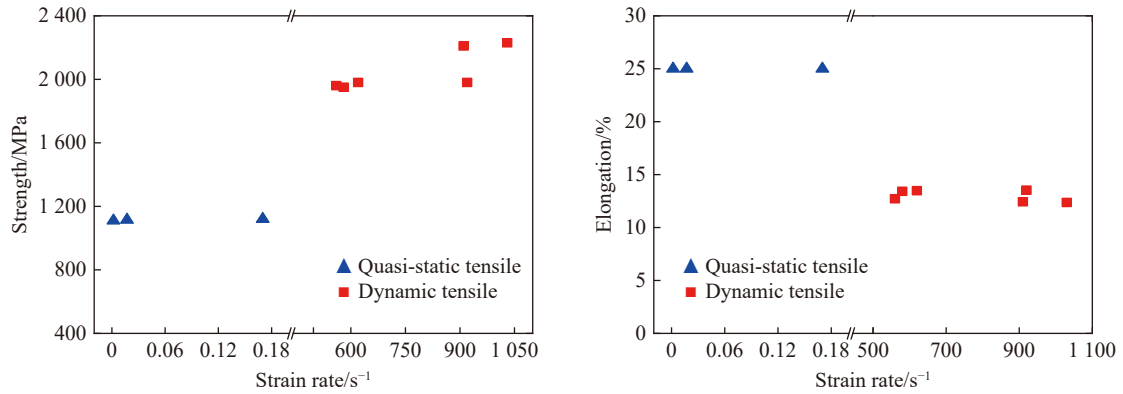 2 400
2 000
1 600
1 200
800
400
Strength/MPa
Quasi-static tensile
Dynamic tensile
0 0.06 0.12 0.18 600 750 900 1 050
Strain rate/s⁻¹
30
25
20
15
10
5
0
Elongation/%
Quasi-static tensile
Dynamic tensile
0 0.06 0.12 0.18 500 700 900 1 100
Strain rate/s⁻¹